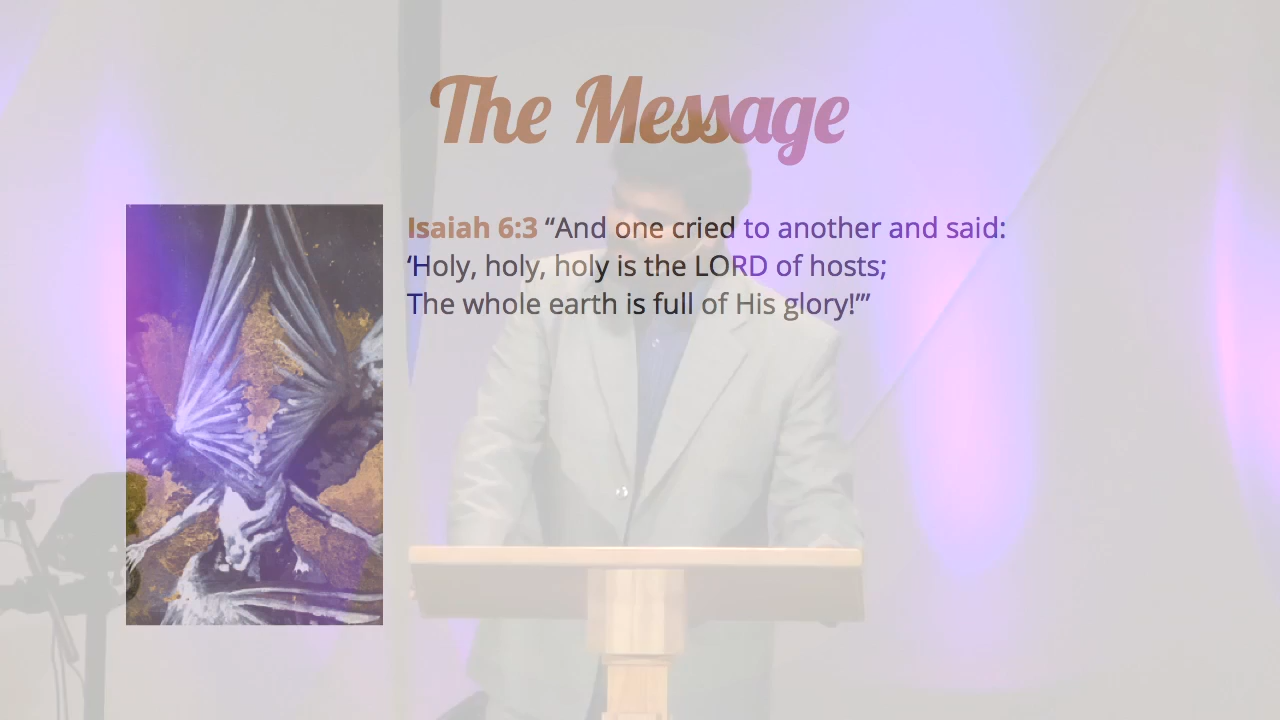 The Message
Isaiah 6:3 “And one cried to another and said:
‘Holy, holy, holy is the LORD of hosts;
The whole earth is full of His glory!’”